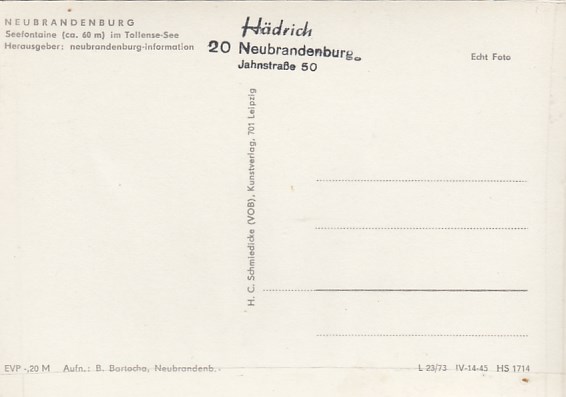 NEUBRANDENBURG
Seefontaine (ca. 60 m) im Tollense-See
Herausgeber: neubrandenburg-information
Hädrich
20 Neubrandenburg
Jahnstraße 50
Echt Foto
H. C. Schmiedicke (VOB), Kunstverlag, 701 Leipzig
EVP -,20 M Aufn.: B. Bartocha, Neubrandenb.
L 23/73 IV-14-45 HS 1714